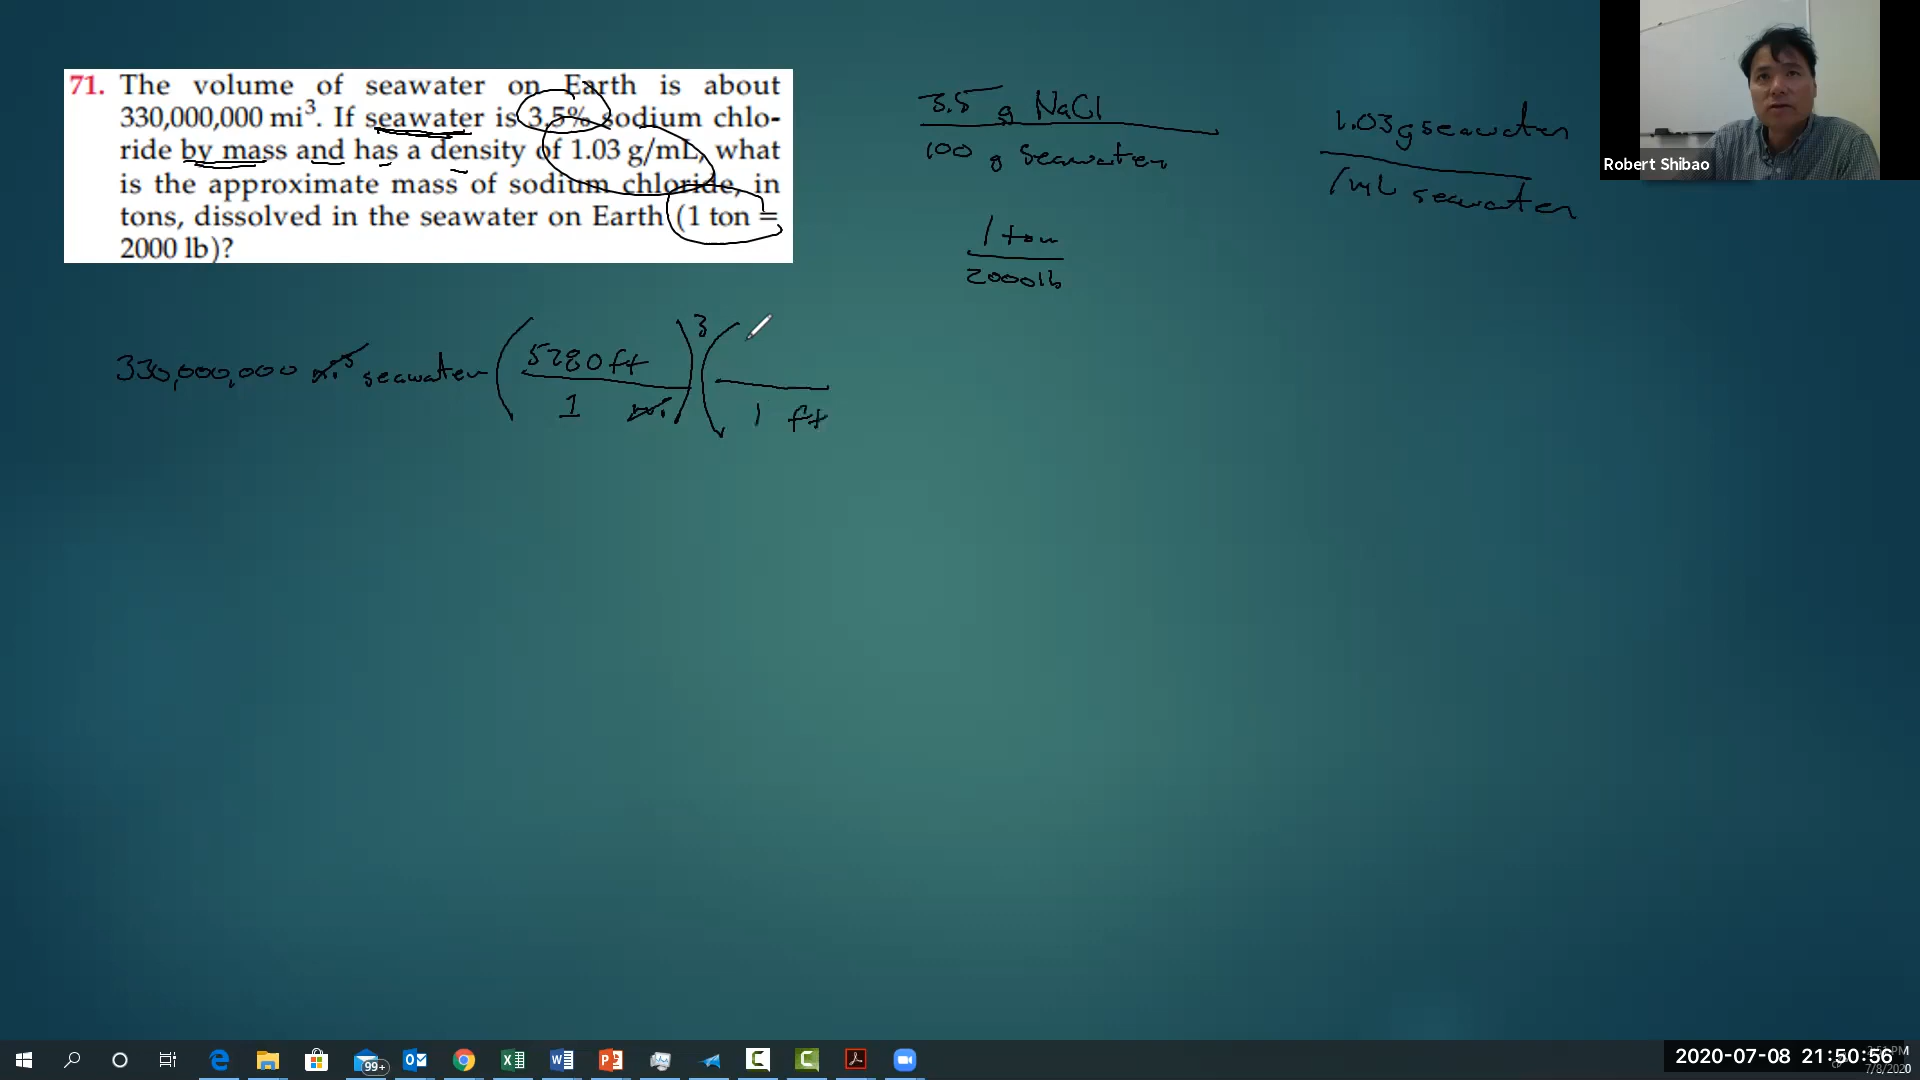 71. The volume of seawater on Earth is about
330,000,000 mi³. If seawater is 3.5% sodium chlo-
ride by mass and has a density of 1.03 g/mL, what
is the approximate mass of sodium chloride, in
tons, dissolved in the seawater on Earth (1 ton =
2000 lb)?
3.5 g NaCl
100 g seawater
1.03 g seawater
1 mL seawater
1 ton
2000 lb
330,000,000 mi³ seawater (5280 ft
1 mi)³ (
1 ft
Robert Shibao
99+
2020-07-08 21:50:56
7/8/2020